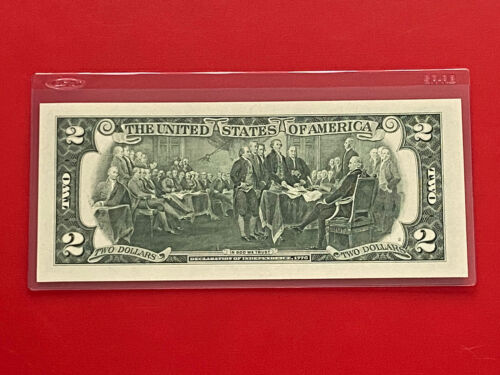 2 THE UNITED STATES OF AMERICA 2
TWO TWO
2 2
TWO DOLLARS IN GOD WE TRUST TWO DOLLARS
DECLARATION OF INDEPENDENCE, 1776